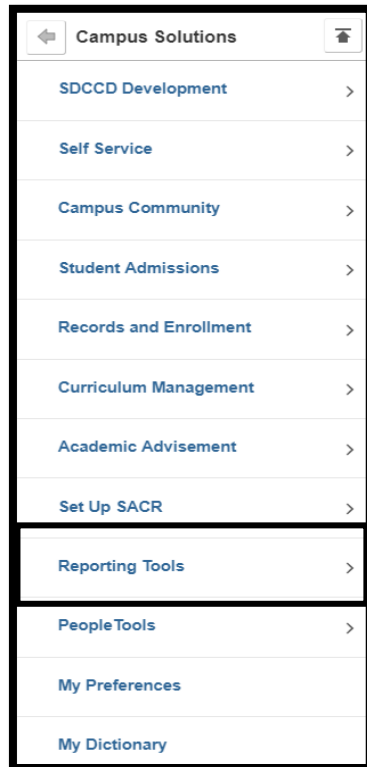 Campus Solutions
SDCCD Development
Self Service
Campus Community
Student Admissions
Records and Enrollment
Curriculum Management
Academic Advisement
Set Up SACR
Reporting Tools
PeopleTools
My Preferences
My Dictionary